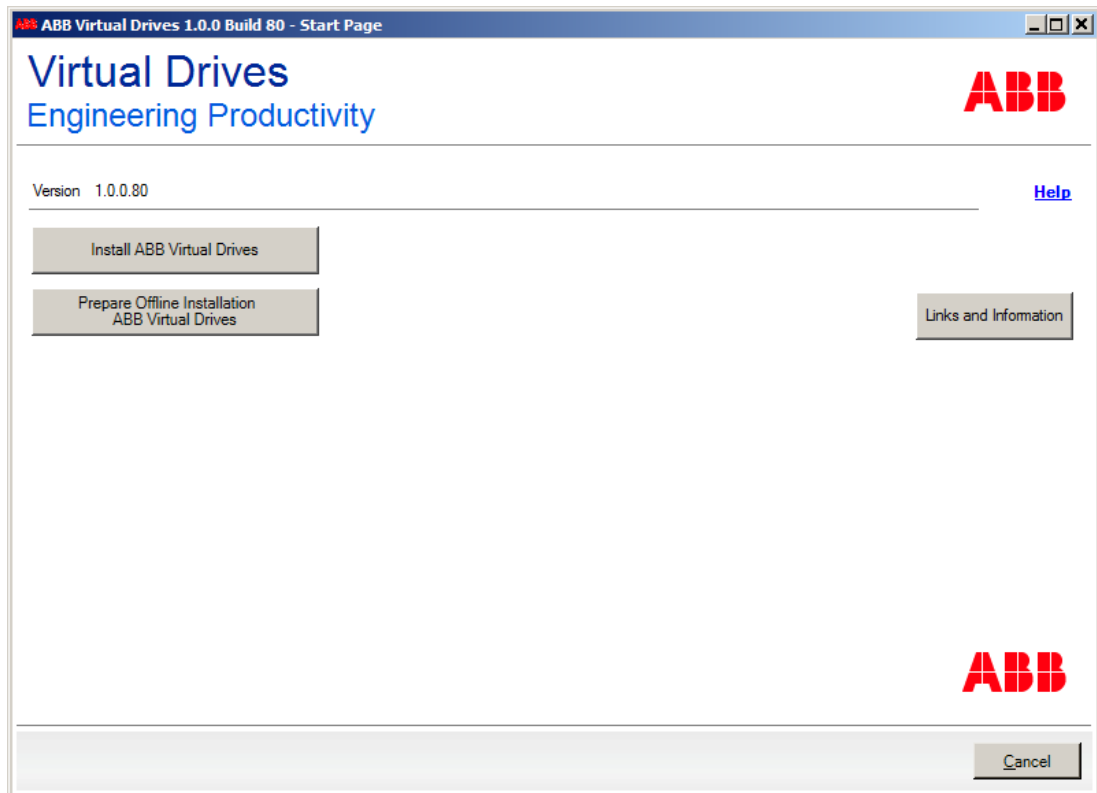 ABB ABB Virtual Drives 1.0.0 Build 80 - Start Page
Virtual Drives
Engineering Productivity
ABB
Version 1.0.0.80
Help
Install ABB Virtual Drives
Prepare Offline Installation
ABB Virtual Drives
Links and Information
ABB
Cancel